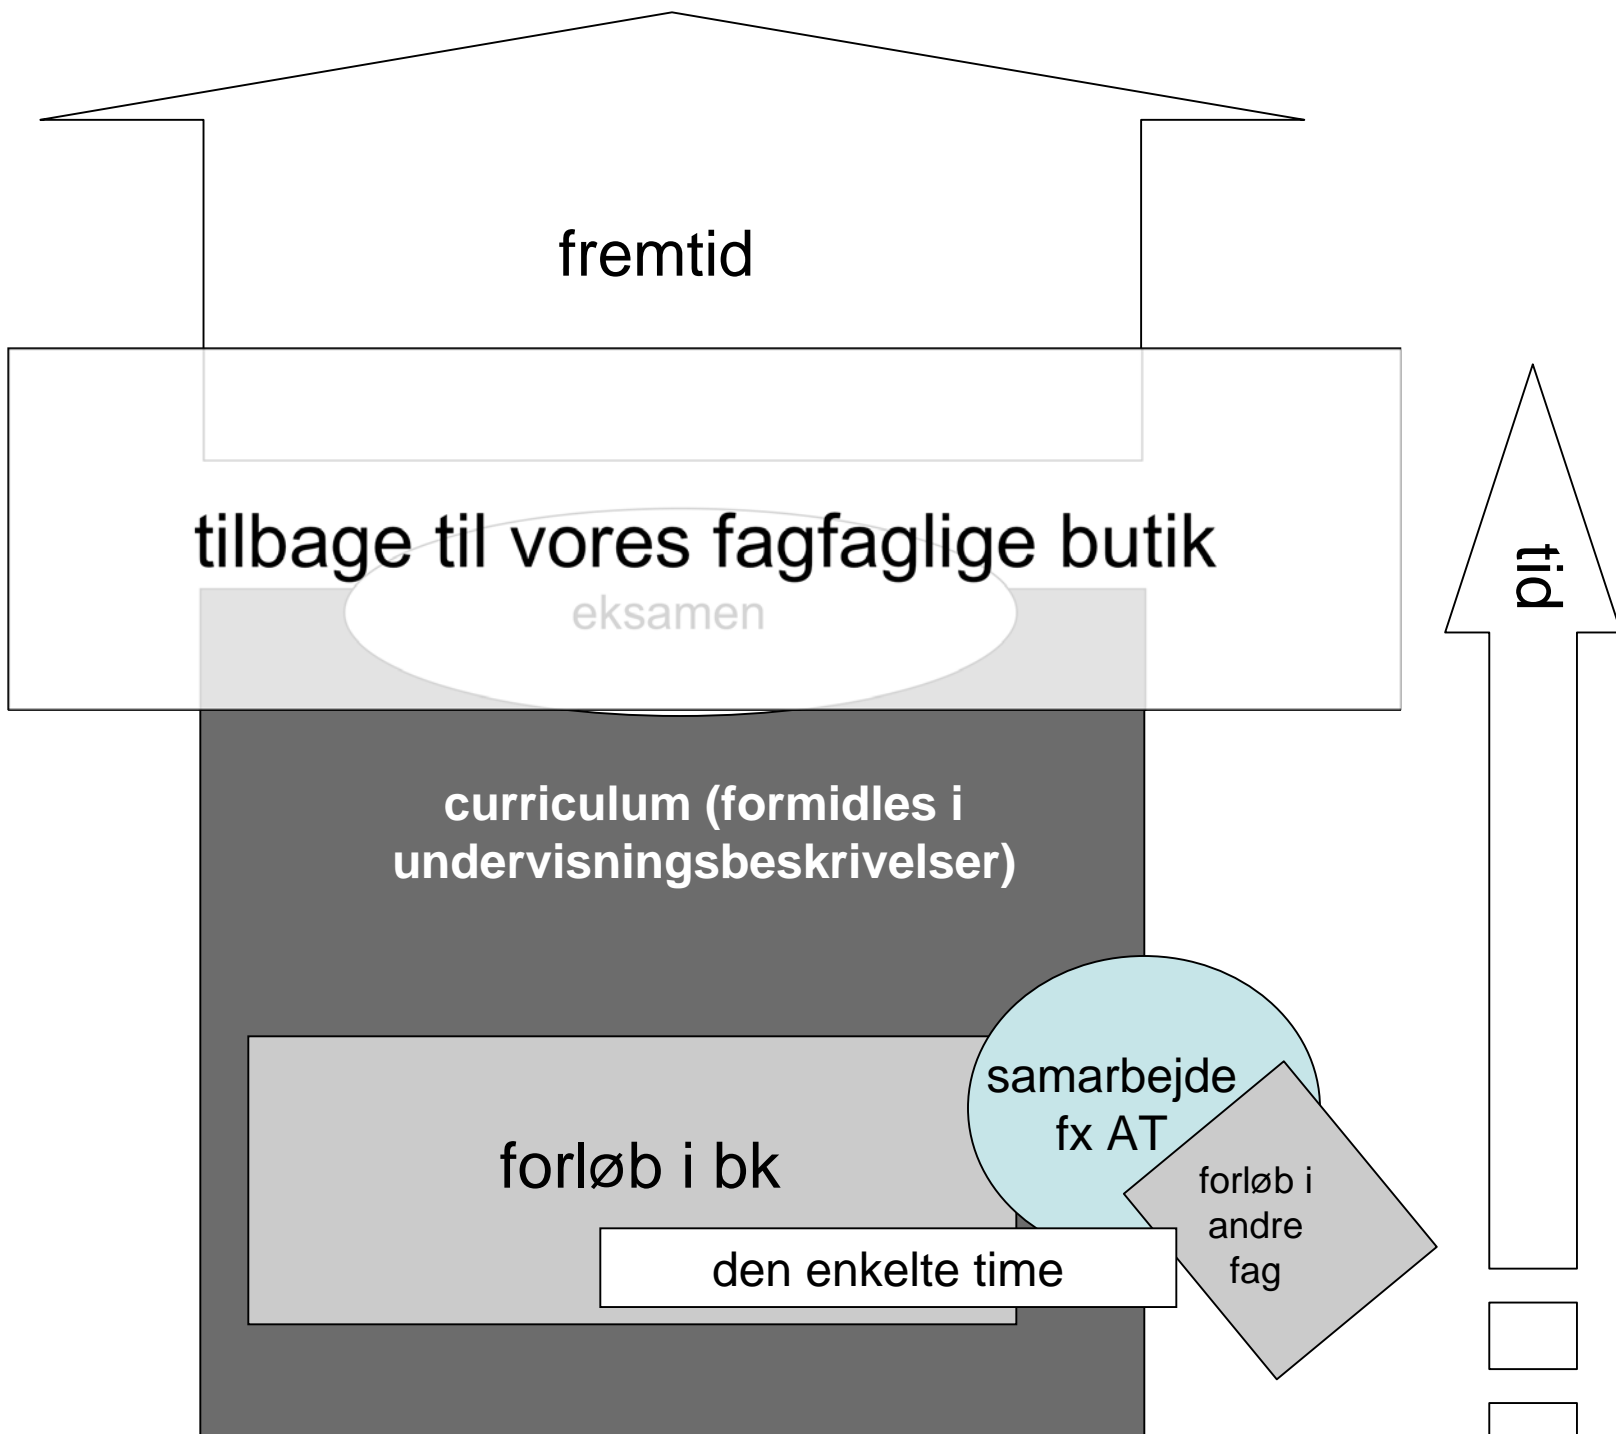 fremtid
tilbage til vores fagfaglige butik
tid
eksamen
curriculum (formidles i
undervisningsbeskrivelser)
samarbejde
fx AT
forløb i bk
forløb i
andre
fag
den enkelte time